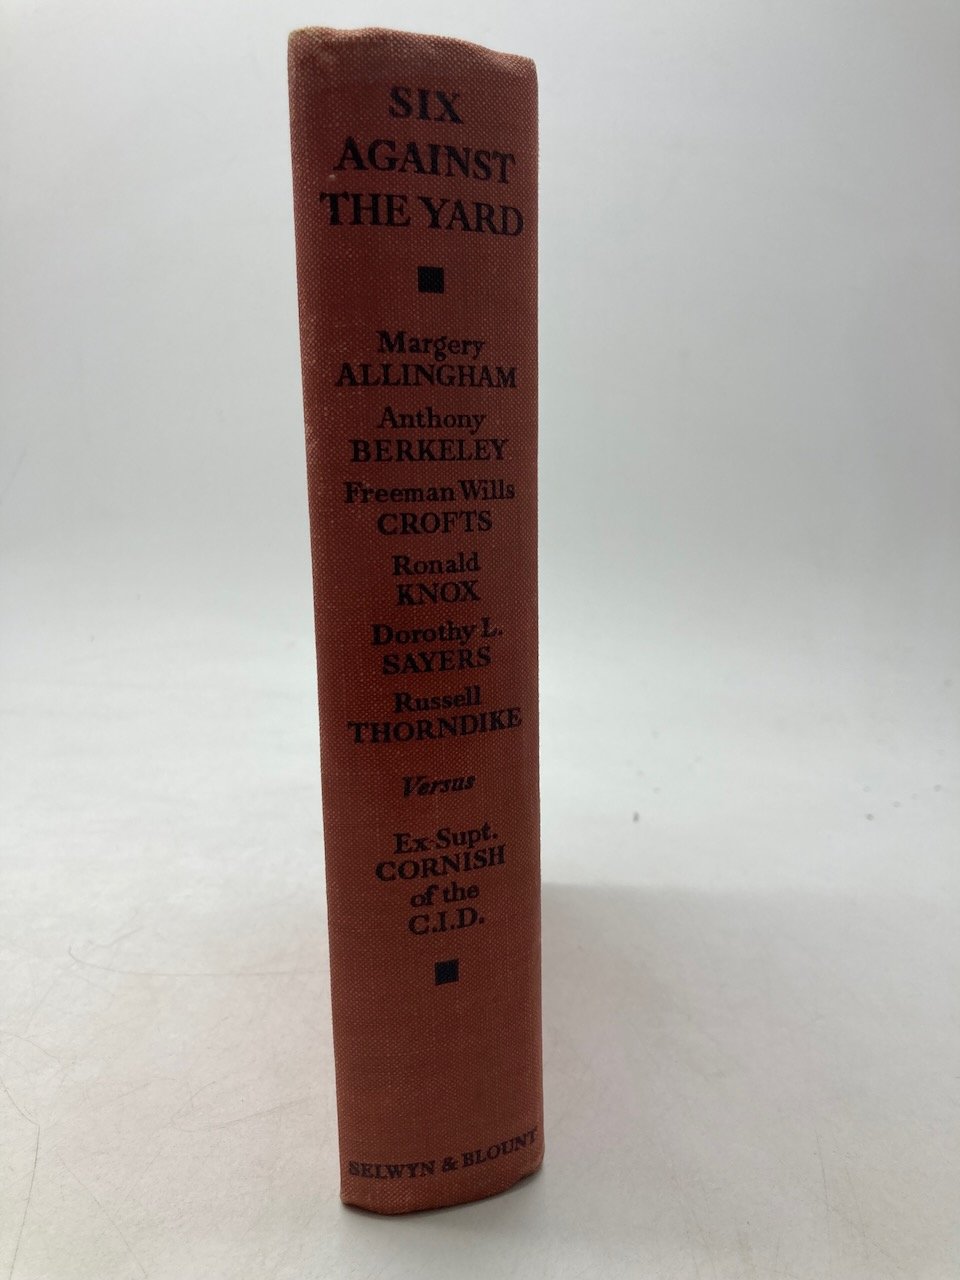 SIX
AGAINST
THE YARD
Margery
ALLINGHAM
Anthony
BERKELEY
Freeman Wills
CROFTS
Ronald
KNOX
Dorothy L.
SAYERS
Russell
THORNDIKE
Versus
Ex-Supt.
CORNISH
of the
C.I.D.
SELWYN & BLOUNT